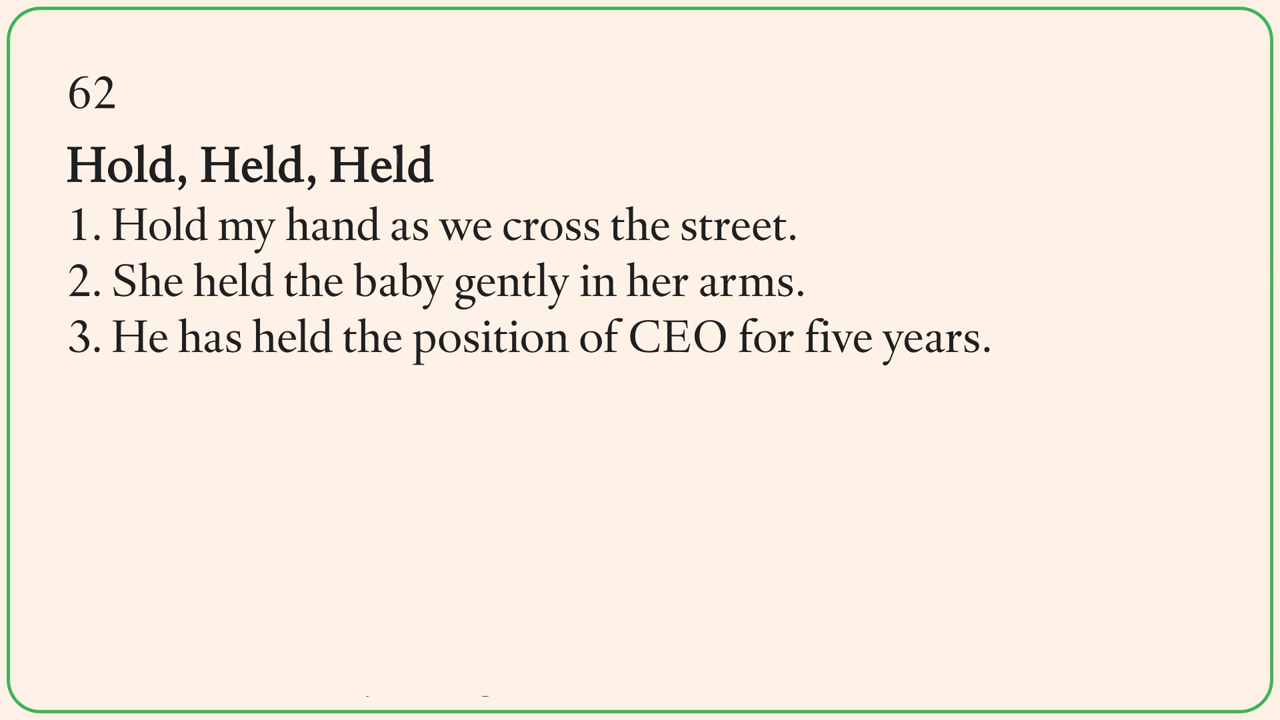 62
Hold, Held, Held
1. Hold my hand as we cross the street.
2. She held the baby gently in her arms.
3. He has held the position of CEO for five years.